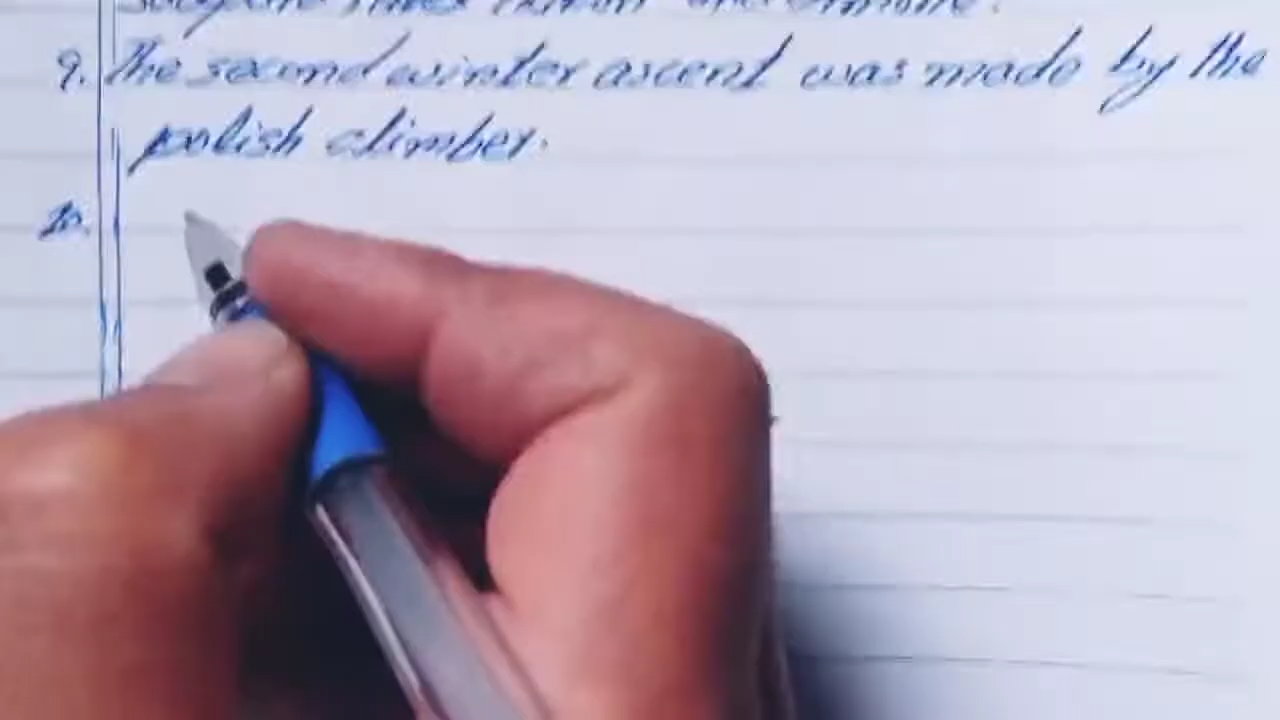 9. The second winter ascent was made by the
polish climber.
10.